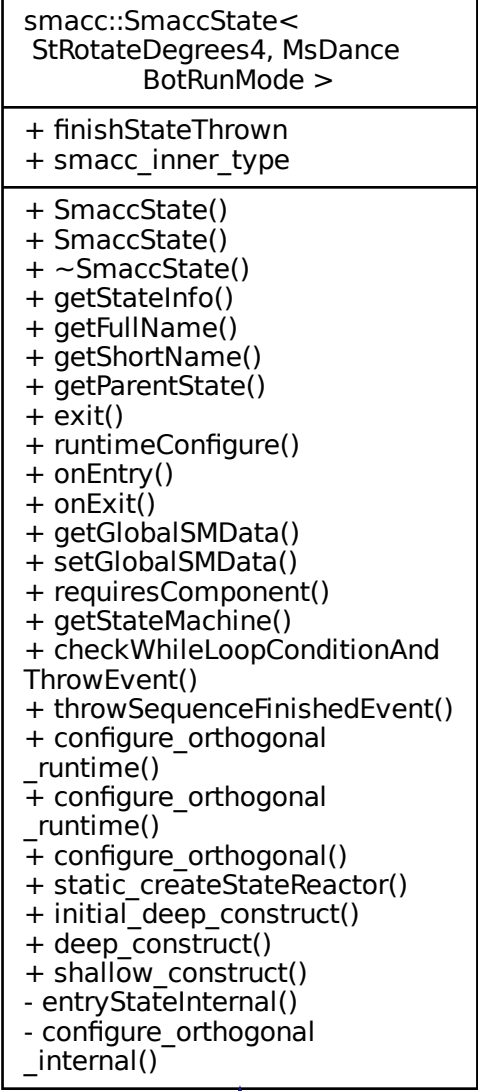 smacc::SmaccState<
StRotateDegrees4, MsDance
BotRunMode >
+ finishStateThrown
+ smacc_inner_type
+ SmaccState()
+ SmaccState()
+ ~SmaccState()
+ getStateInfo()
+ getFullName()
+ getShortName()
+ getParentState()
+ exit()
+ runtimeConfigure()
+ onEntry()
+ onExit()
+ getGlobalSMData()
+ setGlobalSMData()
+ requiresComponent()
+ getStateMachine()
+ checkWhileLoopConditionAnd
ThrowEvent()
+ throwSequenceFinishedEvent()
+ configure_orthogonal
_runtime()
+ configure_orthogonal
_runtime()
+ configure_orthogonal()
+ static_createStateReactor()
+ initial_deep_construct()
+ deep_construct()
+ shallow_construct()
- entryStateInternal()
- configure_orthogonal
_internal()